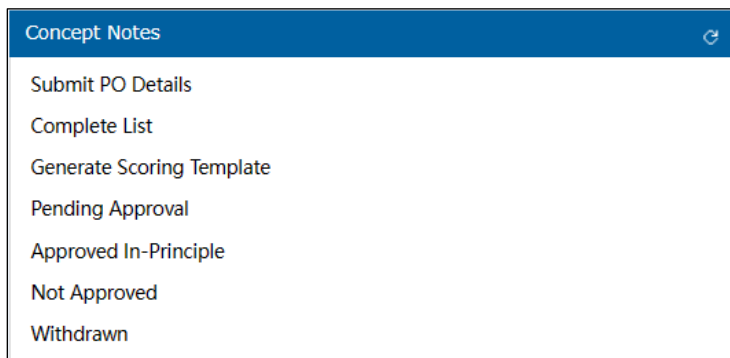 Concept Notes
Submit PO Details
Complete List
Generate Scoring Template
Pending Approval
Approved In-Principle
Not Approved
Withdrawn